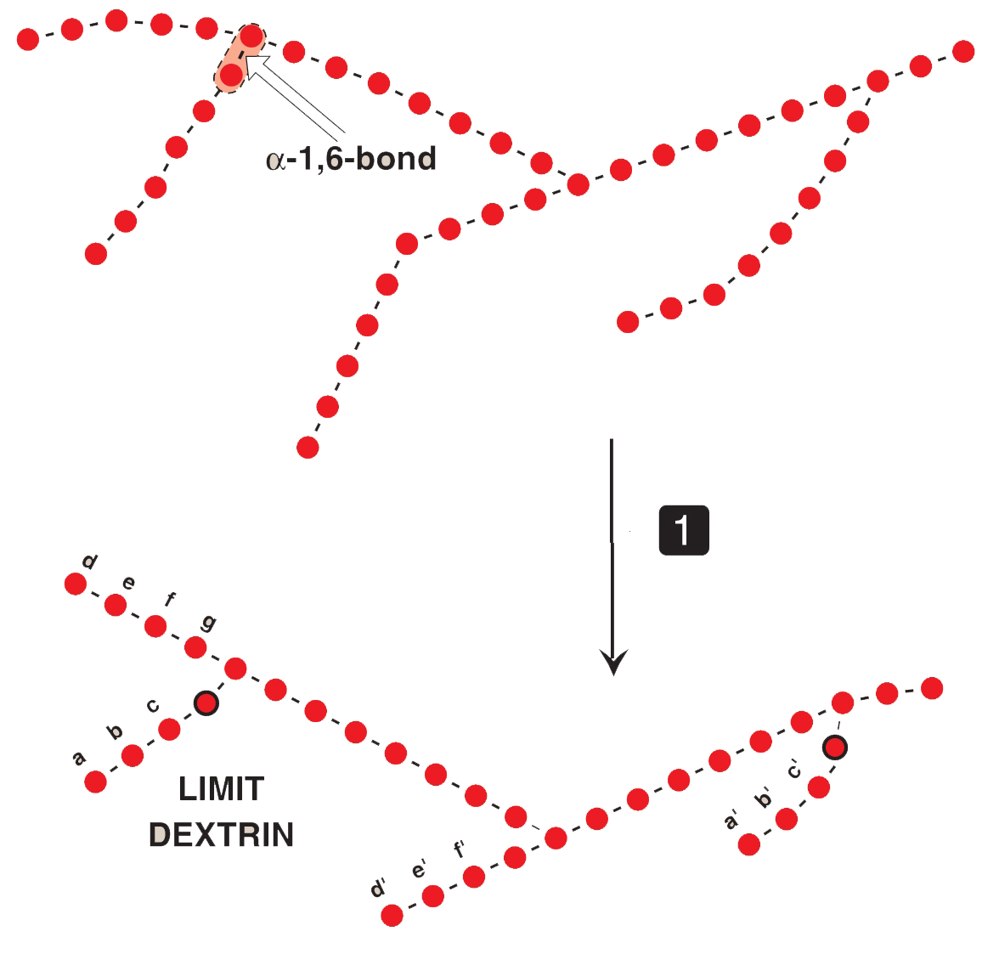 α-1,6-bond
1
d
e
f
g
c
b
a
LIMIT
DEXTRIN
c'
b'
a'
f'
e'
d'